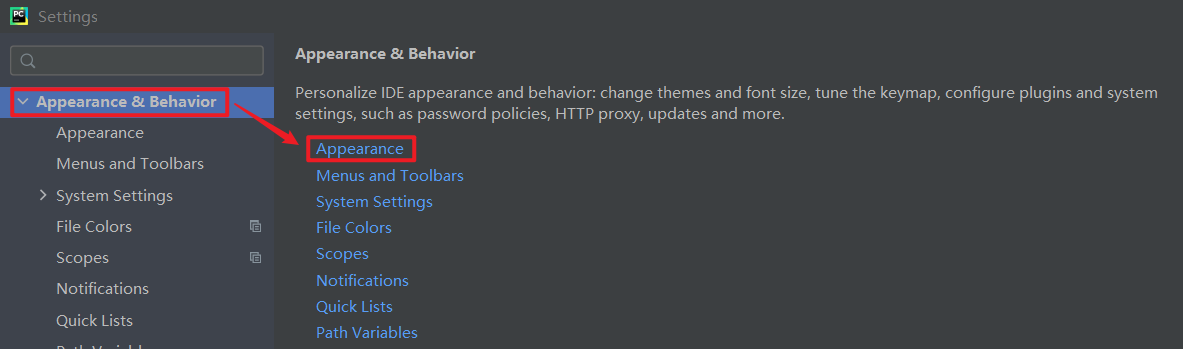 PC
Settings
Appearance & Behavior
Appearance
Menus and Toolbars
System Settings
File Colors
Scopes
Notifications
Quick Lists
Appearance & Behavior
Personalize IDE appearance and behavior: change themes and font size, tune the keymap, configure plugins and system
settings, such as password policies, HTTP proxy, updates and more.
Appearance
Menus and Toolbars
System Settings
File Colors
Scopes
Notifications
Quick Lists
Path Variables